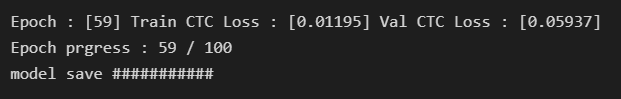 Epoch : [59] Train CTC Loss : [0.01195] Val CTC Loss : [0.05937]
Epoch prgress : 59 / 100
model save ###########